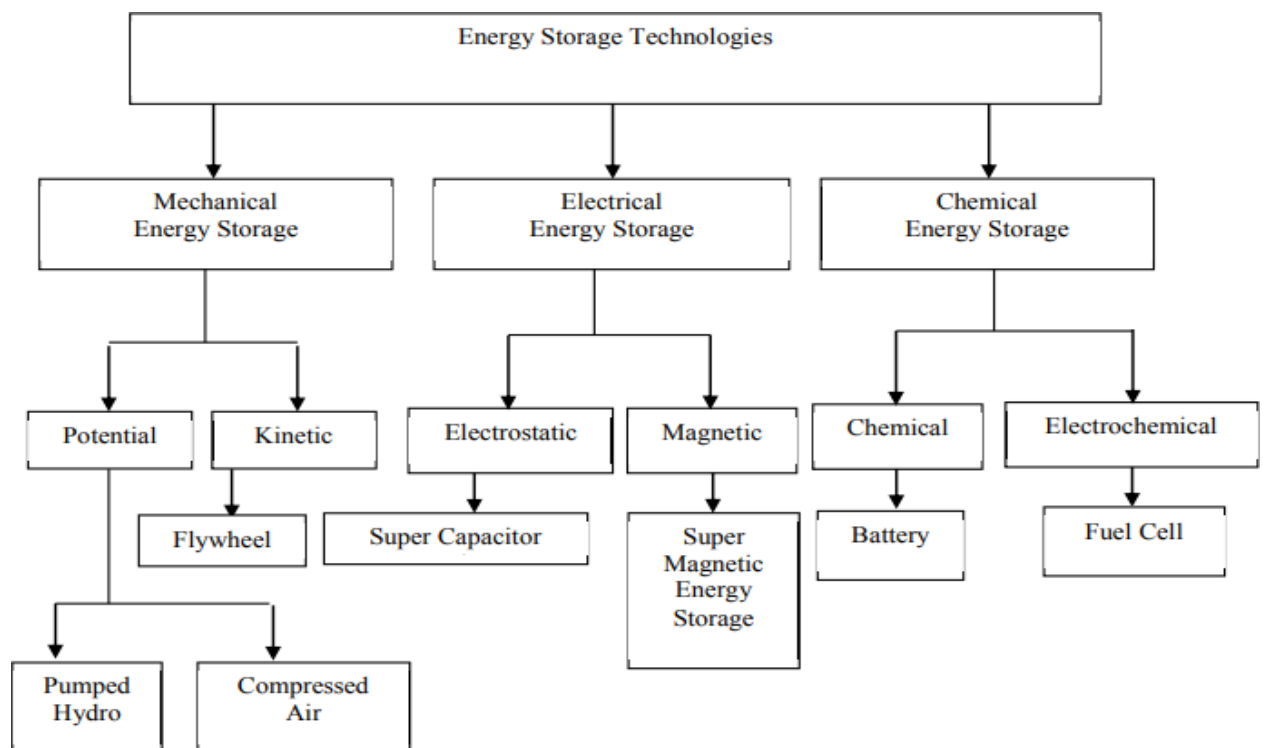 Energy Storage Technologies
Mechanical
Energy Storage
Electrical
Energy Storage
Chemical
Energy Storage
Potential
Kinetic
Electrostatic
Magnetic
Chemical
Electrochemical
Flywheel
Super Capacitor
Super
Magnetic
Energy
Storage
Battery
Fuel Cell
Pumped
Hydro
Compressed
Air